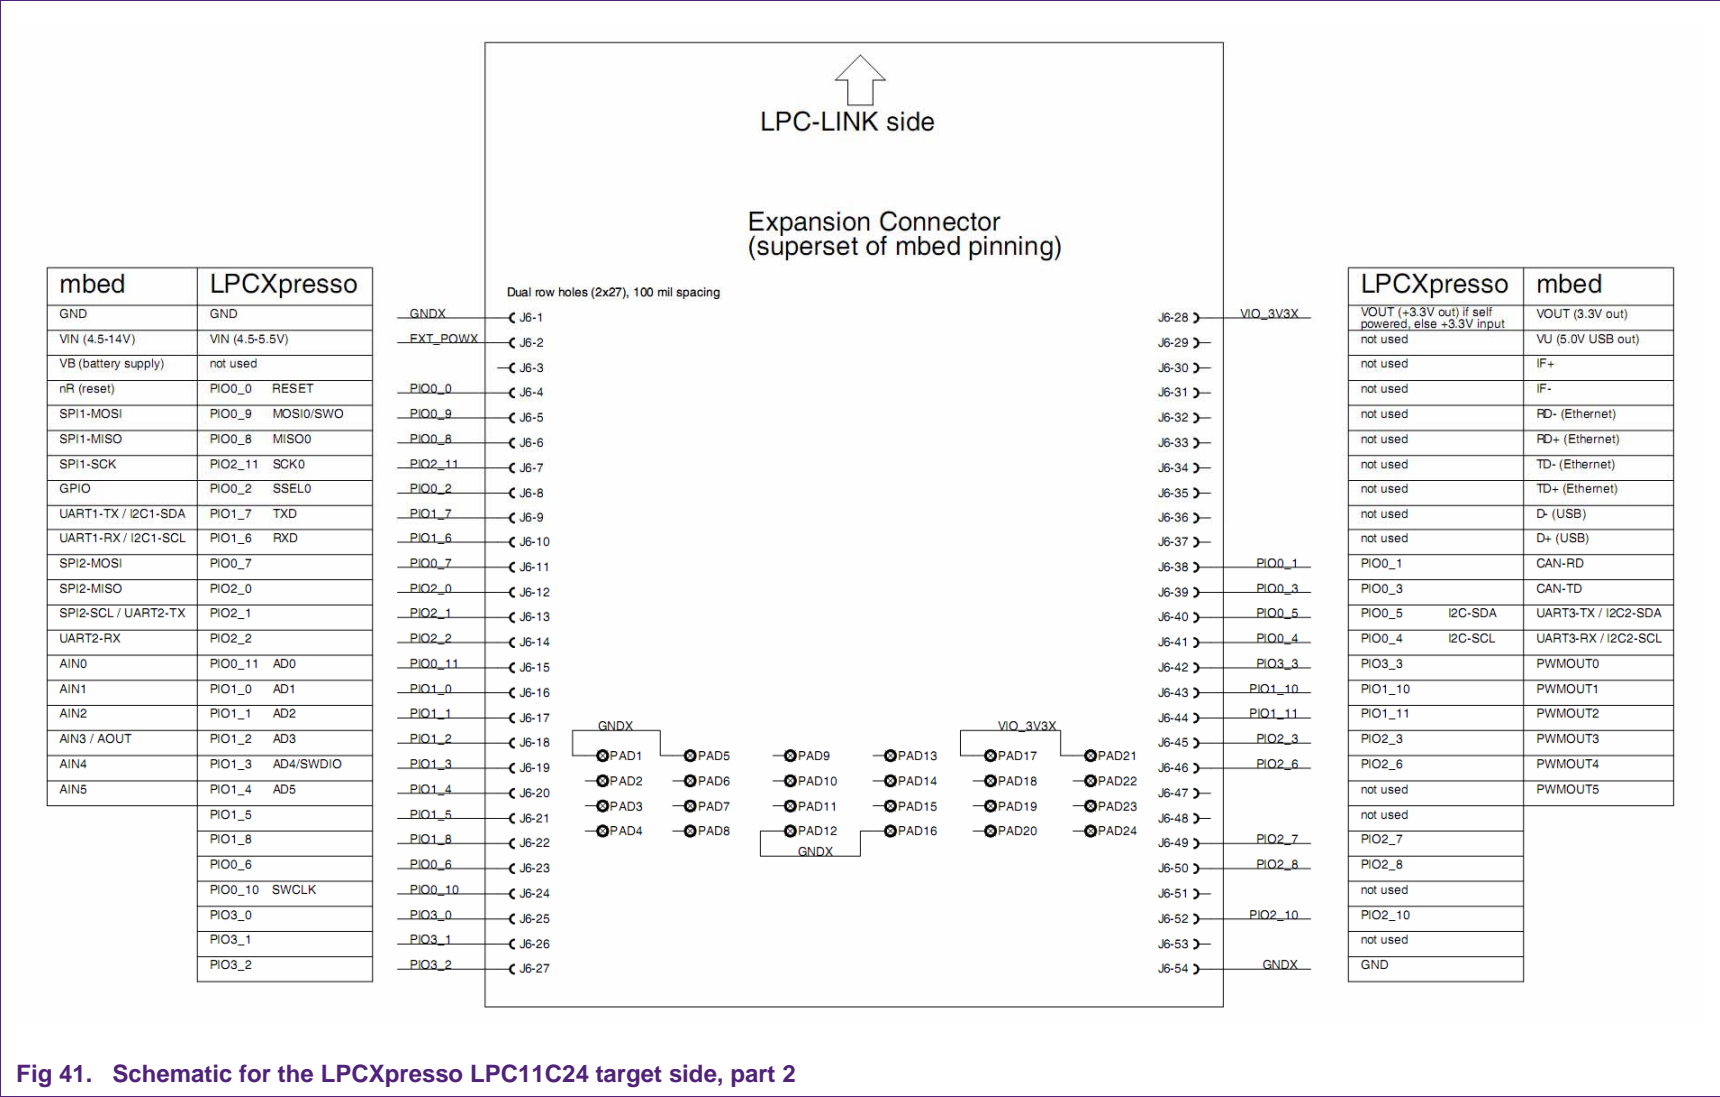 LPC-LINK side
Expansion Connector
(superset of mbed pinning)
Dual row holes (2x27), 100 mil spacing
mbed LPCXpresso
GND GND
VIN (4.5-14V) VIN (4.5-5.5V)
VB (battery supply) not used
nR (reset) PIO0_0 RESET
SPI1-MOSI PIO0_9 MOSI0/SWO
SPI1-MISO PIO0_8 MISO0
SPI1-SCK PIO2_11 SCK0
GPIO PIO0_2 SSEL0
UART1-TX / I2C1-SDA PIO1_7 TXD
UART1-RX / I2C1-SCL PIO1_6 RXD
SPI2-MOSI PIO0_7
SPI2-MISO PIO2_0
SPI2-SCL / UART2-TX PIO2_1
UART2-RX PIO2_2
AIN0 PIO0_11 AD0
AIN1 PIO1_0 AD1
AIN2 PIO1_1 AD2
AIN3 / AOUT PIO1_2 AD3
AIN4 PIO1_3 AD4/SWDIO
AIN5 PIO1_4 AD5
PIO1_5
PIO1_8
PIO0_6
PIO0_10 SWCLK
PIO3_0
PIO3_1
PIO3_2
GNDX J6-1
EXT_POWX J6-2
J6-3
PIO0_0 J6-4
PIO0_9 J6-5
PIO0_8 J6-6
PIO2_11 J6-7
PIO0_2 J6-8
PIO1_7 J6-9
PIO1_6 J6-10
PIO0_7 J6-11
PIO2_0 J6-12
PIO2_1 J6-13
PIO2_2 J6-14
PIO0_11 J6-15
PIO1_0 J6-16
PIO1_1 J6-17
PIO1_2 J6-18
PIO1_3 J6-19
PIO1_4 J6-20
PIO1_5 J6-21
PIO1_8 J6-22
PIO0_6 J6-23
PIO0_10 J6-24
PIO3_0 J6-25
PIO3_1 J6-26
PIO3_2 J6-27
GNDX VIO_3V3X
PAD1 PAD5 PAD9 PAD13 PAD17 PAD21
PAD2 PAD6 PAD10 PAD14 PAD18 PAD22
PAD3 PAD7 PAD11 PAD15 PAD19 PAD23
PAD4 PAD8 PAD12 PAD16 PAD20 PAD24
GNDX
J6-28 VIO_3V3X
J6-29
J6-30
J6-31
J6-32
J6-33
J6-34
J6-35
J6-36
J6-37
J6-38 PIO0_1
J6-39 PIO0_3
J6-40 PIO0_5
J6-41 PIO0_4
J6-42 PIO3_3
J6-43 PIO1_10
J6-44 PIO1_11
J6-45 PIO2_3
J6-46 PIO2_6
J6-47
J6-48
J6-49 PIO2_7
J6-50 PIO2_8
J6-51
J6-52 PIO2_10
J6-53
J6-54 GNDX
LPCXpresso mbed
VOUT (+3.3V out) if self
powered, else +3.3V input VOUT (3.3V out)
not used VU (5.0V USB out)
not used IF+
not used IF-
not used RD- (Ethernet)
not used RD+ (Ethernet)
not used TD- (Ethernet)
not used TD+ (Ethernet)
not used D- (USB)
not used D+ (USB)
PIO0_1 CAN-RD
PIO0_3 CAN-TD
PIO0_5 I2C-SDA UART3-TX / I2C2-SDA
PIO0_4 I2C-SCL UART3-RX / I2C2-SCL
PIO3_3 PWMOUT0
PIO1_10 PWMOUT1
PIO1_11 PWMOUT2
PIO2_3 PWMOUT3
PIO2_6 PWMOUT4
not used PWMOUT5
not used
PIO2_7
PIO2_8
not used
PIO2_10
not used
GND
Fig 41. Schematic for the LPCXpresso LPC11C24 target side, part 2